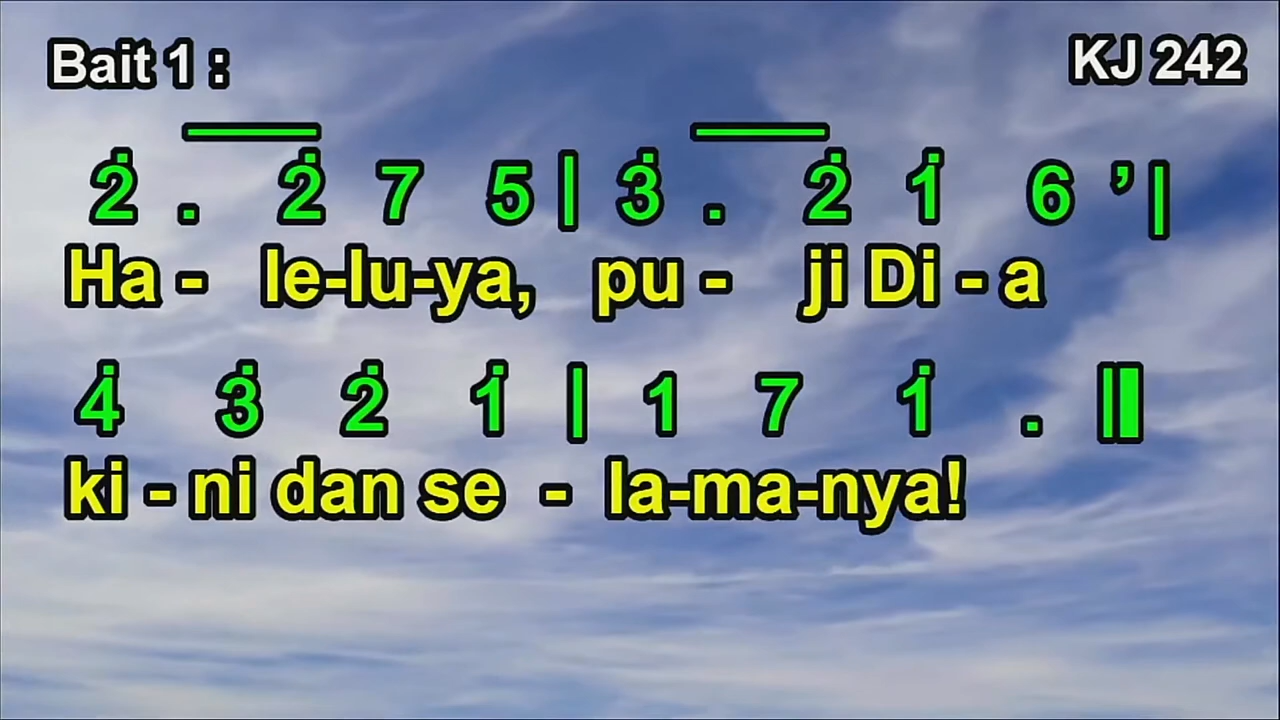 Bait 1 : KJ 242
2̇ . 2̇ 7 5 | 3̇ . 2̇ 1̇ 6 ’ |
Ha - le-lu-ya, pu - ji Di - a
4̇ 3̇ 2̇ 1̇ | 1 7 1̇ . ||
ki - ni dan se - la-ma-nya!